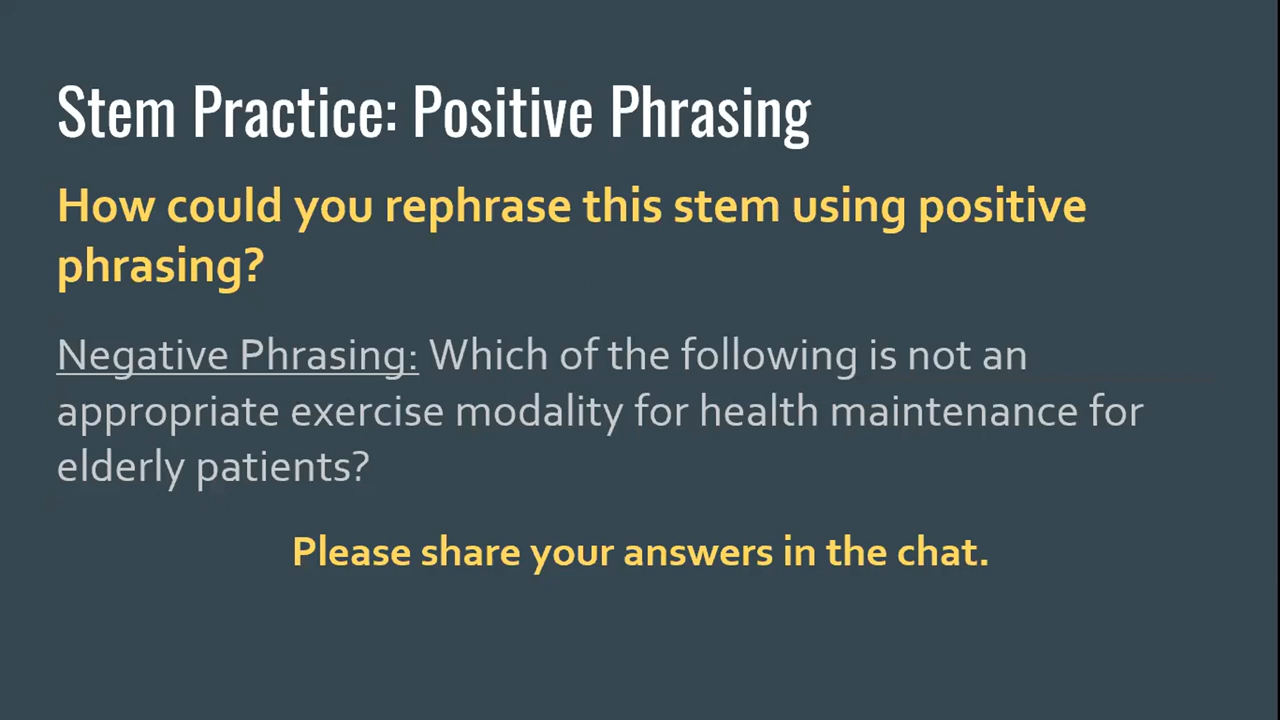 Stem Practice: Positive Phrasing
How could you rephrase this stem using positive
phrasing?
Negative Phrasing: Which of the following is not an
appropriate exercise modality for health maintenance for
elderly patients?
Please share your answers in the chat.